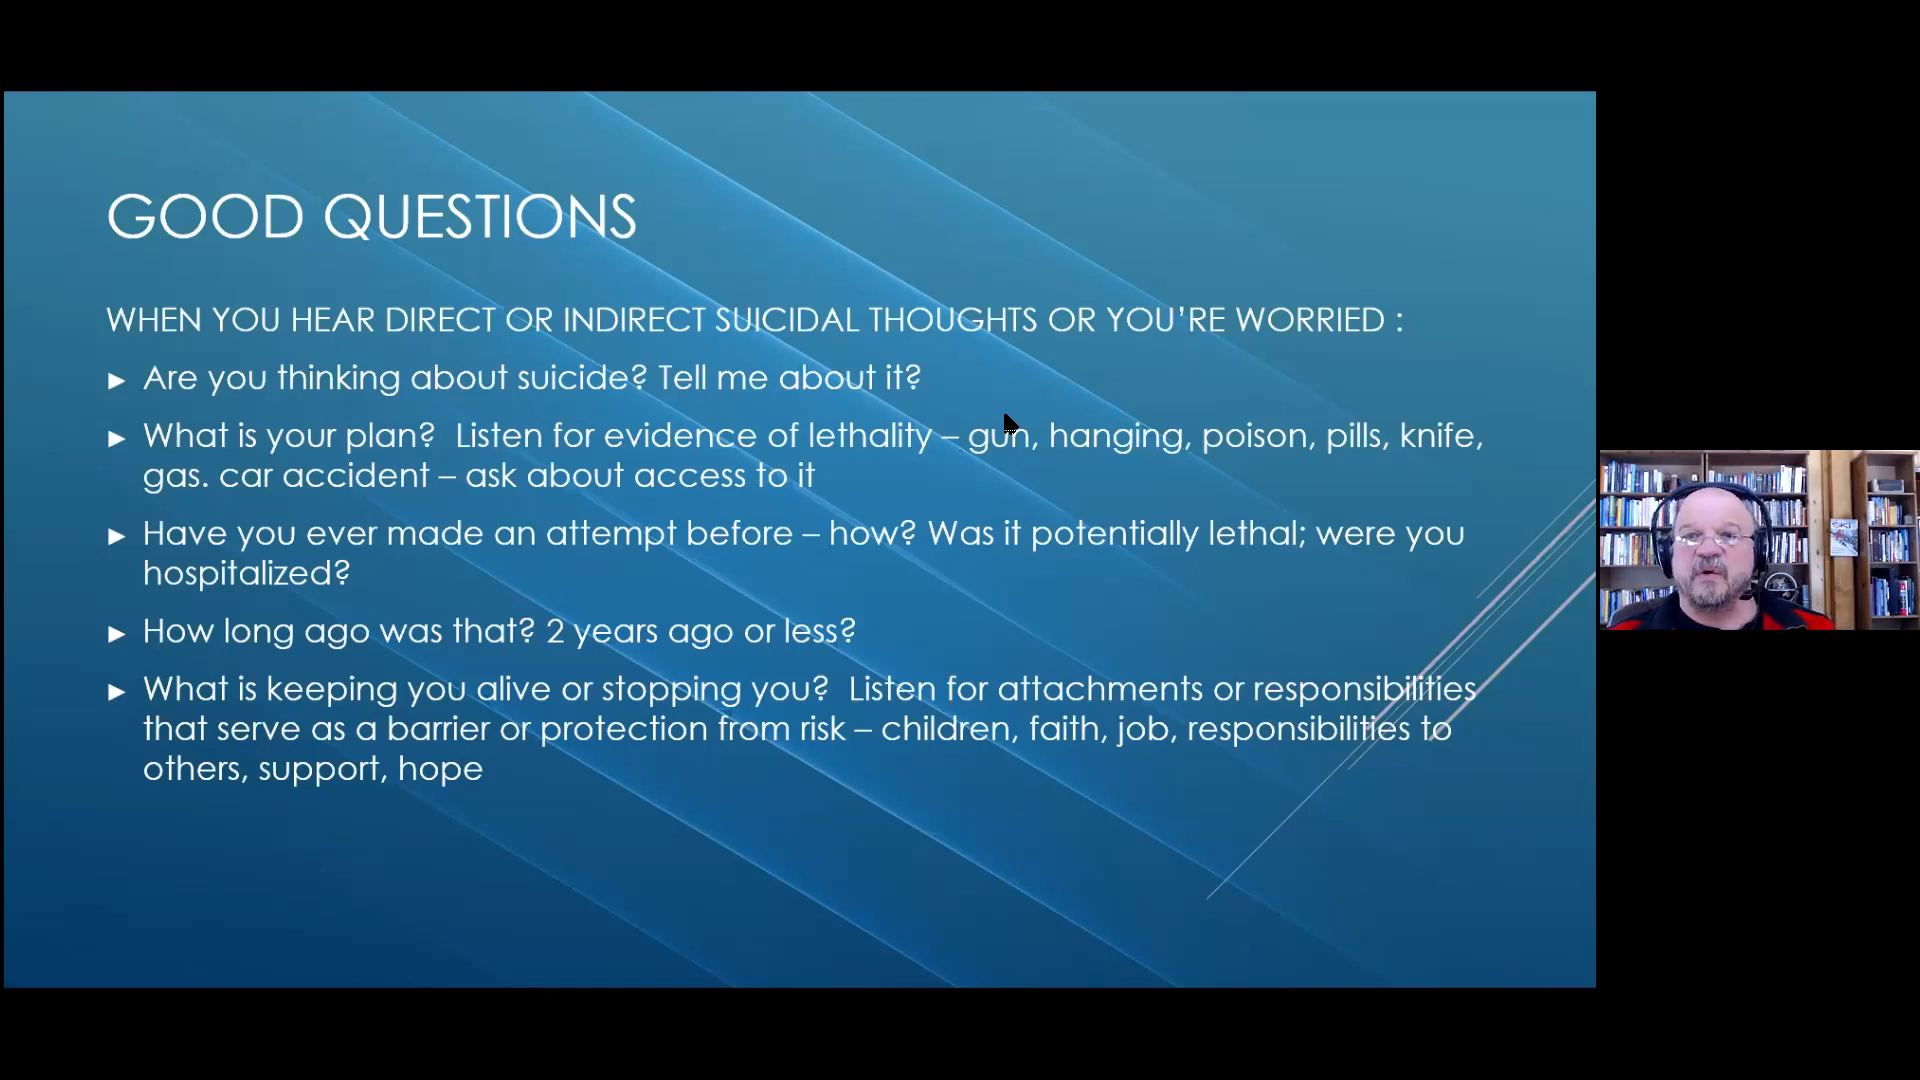 GOOD QUESTIONS
WHEN YOU HEAR DIRECT OR INDIRECT SUICIDAL THOUGHTS OR YOU’RE WORRIED :
► Are you thinking about suicide? Tell me about it?
► What is your plan?  Listen for evidence of lethality – gun, hanging, poison, pills, knife,
gas. car accident – ask about access to it
► Have you ever made an attempt before – how? Was it potentially lethal; were you
hospitalized?
► How long ago was that? 2 years ago or less?
► What is keeping you alive or stopping you?  Listen for attachments or responsibilities
that serve as a barrier or protection from risk – children, faith, job, responsibilities to
others, support, hope